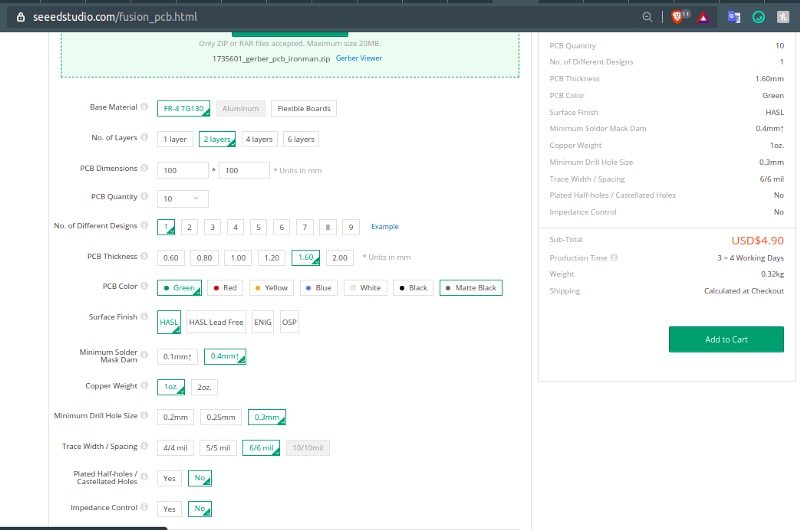 seeedstudio.com/fusion_pcb.html
11
Only ZIP or RAR files accepted. Maximum size 20MB.
1735601_gerber_pcb_ironman.zip Gerber Viewer
Base Material FR-4 TG130 Aluminum Flexible Boards
No. of Layers 1 layer 2 layers 4 layers 6 layers
PCB Dimensions 100 * 100 * Units in mm
PCB Quantity 10
No. of Different Designs 1 2 3 4 5 6 7 8 9 Example
PCB Thickness 0.60 0.80 1.00 1.20 1.60 2.00 * Units in mm
PCB Color Green Red Yellow Blue White Black Matte Black
Surface Finish HASL HASL Lead Free ENIG OSP
Minimum Solder
Mask Dam 0.1mm↑ 0.4mm↑
Copper Weight 1oz. 2oz.
Minimum Drill Hole Size 0.2mm 0.25mm 0.3mm
Trace Width / Spacing 4/4 mil 5/5 mil 6/6 mil 10/10mil
Plated Half-holes /
Castellated Holes Yes No
Impedance Control Yes No
PCB Quantity 10
No. of Different Designs 1
PCB Thickness 1.60mm
PCB Color Green
Surface Finish HASL
Minimum Solder Mask Dam 0.4mm↑
Copper Weight 1oz.
Minimum Drill Hole Size 0.3mm
Trace Width / Spacing 6/6 mil
Plated Half-holes / Castellated Holes No
Impedance Control No
Sub-Total USD$4.90
Production Time 3 ~ 4 Working Days
Weight 0.32kg
Shipping Calculated at Checkout
Add to Cart